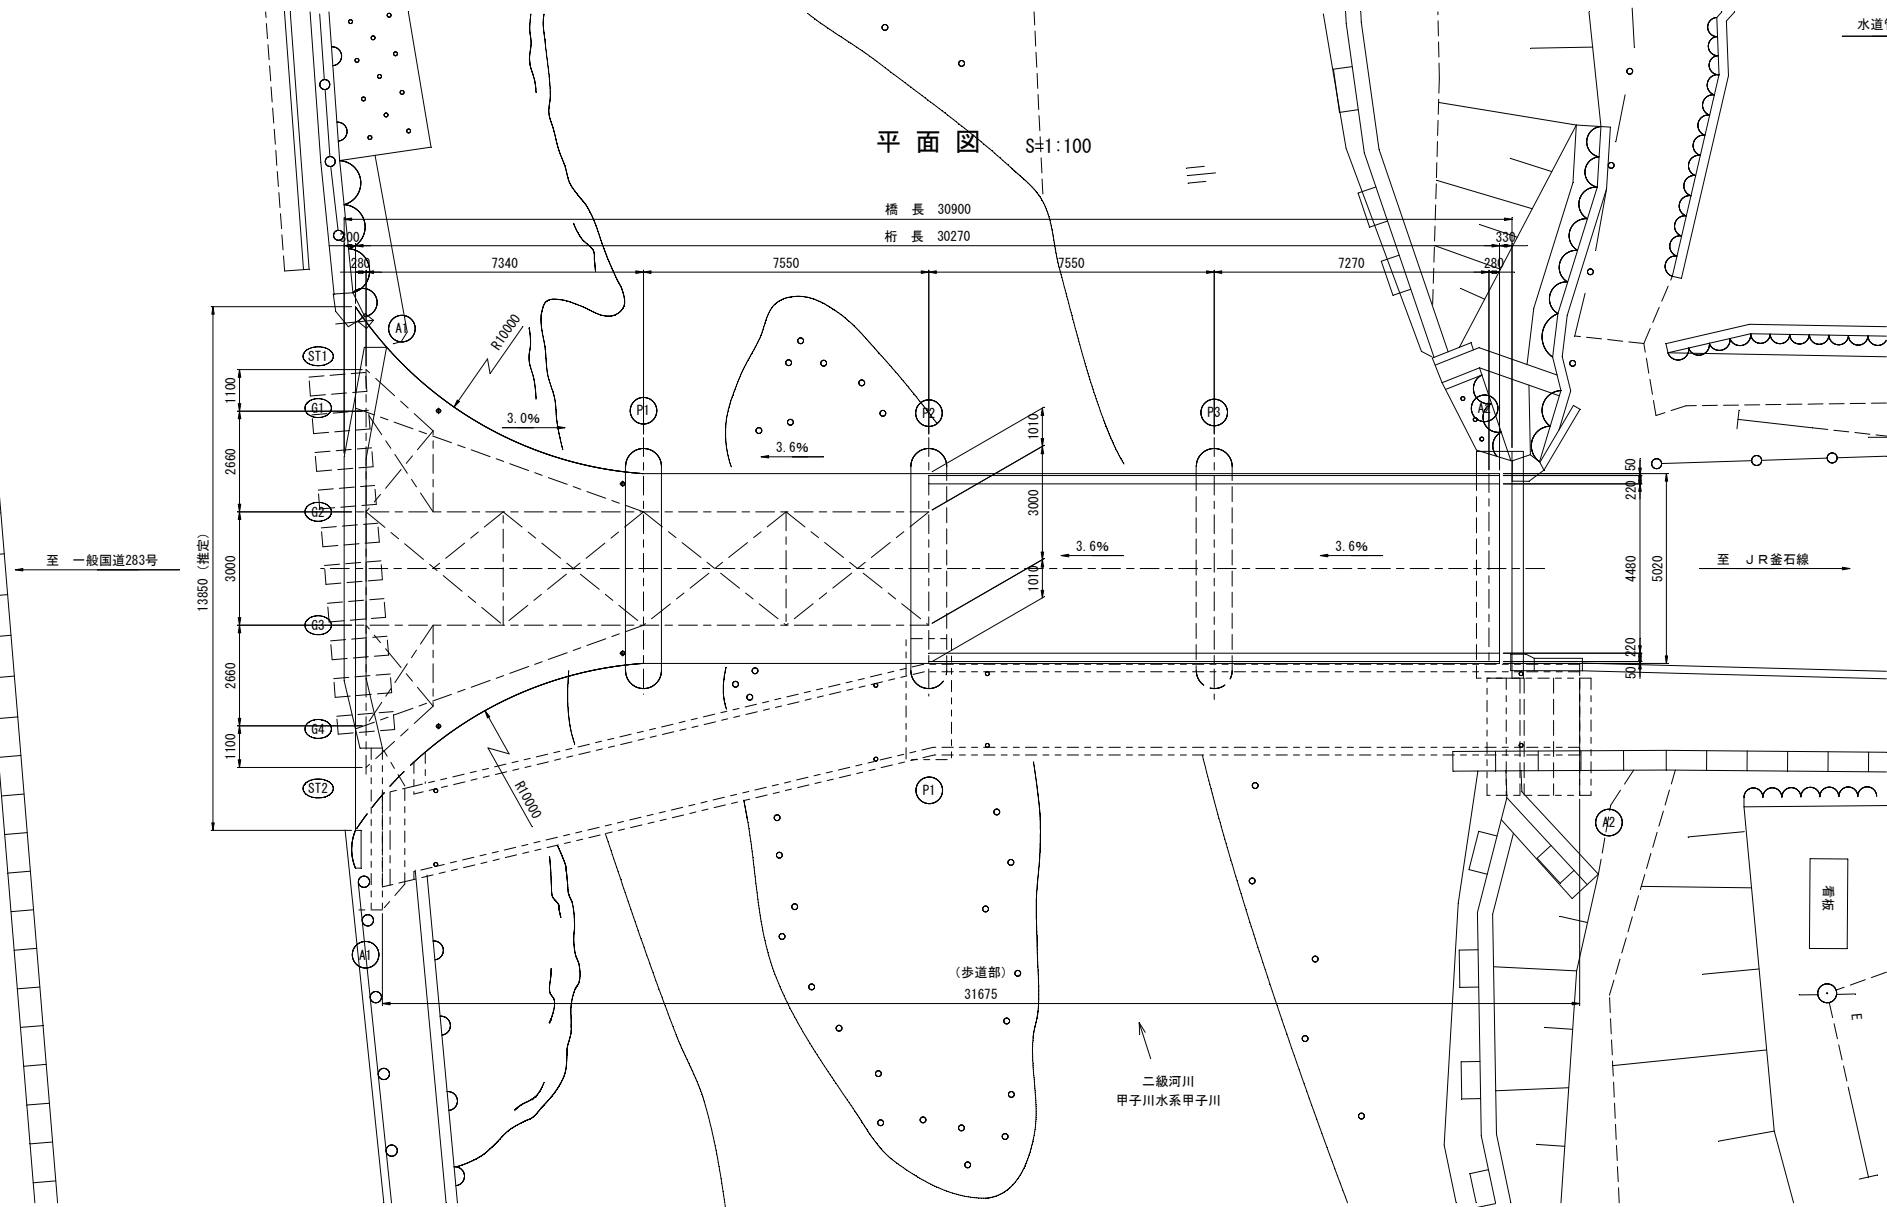 水道
平 面 図 S=1:100
橋 長 30900
300 桁 長 30270 330
280 7340 7550 7550 7270 280
A1
R10000
ST1
1100
G1
3.0%
P1
P2
P3
A2
1010
3.6%
2660
50
220
G2
3000
13850 (推定)
至 一般国道283号
3000
3.6%
3.6%
4480
5020
至 JR釜石線
1010
G3
220
50
2660
G4
1100
ST2
R10000
P1
A2
看板
A1
(歩道部)
31675
E
二級河川
甲子川水系甲子川